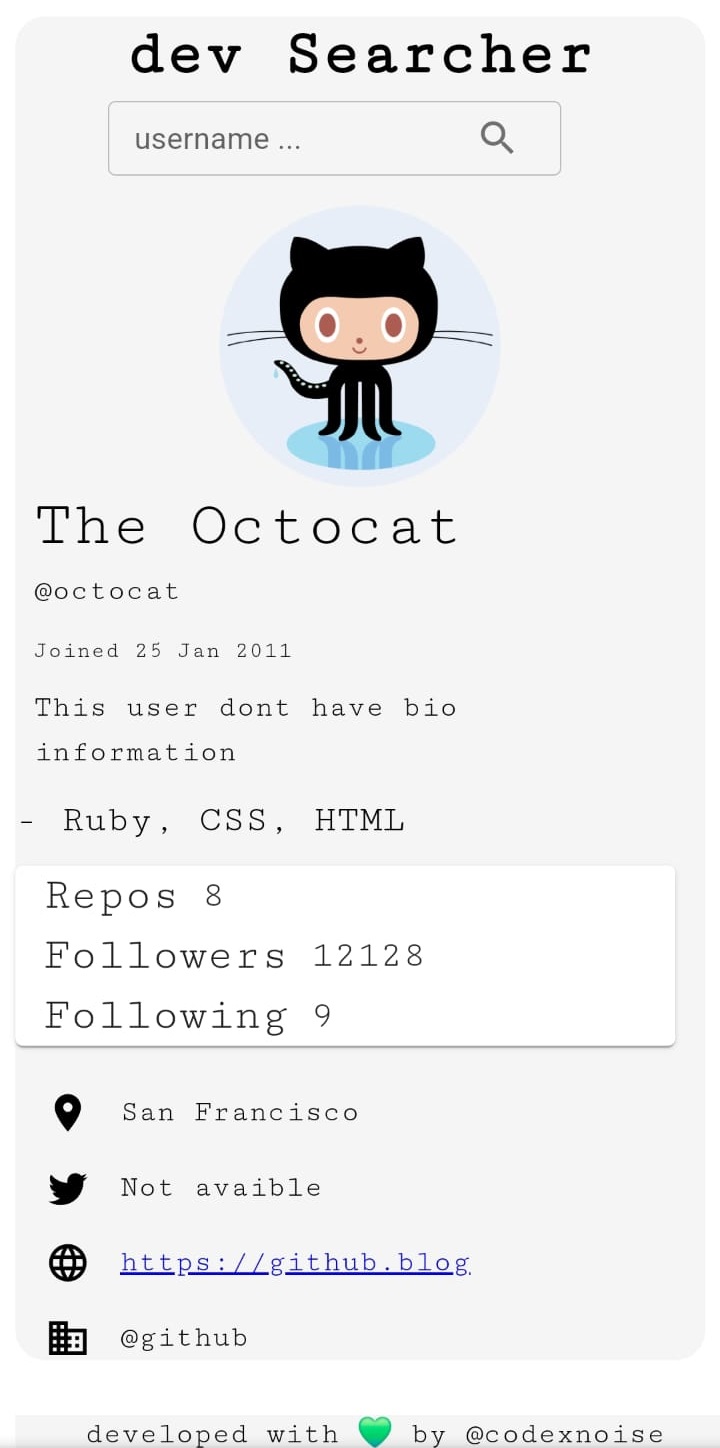 dev Searcher
username ...
The Octocat
@octocat
Joined 25 Jan 2011
This user dont have bio
information
- Ruby, CSS, HTML
Repos 8
Followers 12128
Following 9
San Francisco
Not avaible
https://github.blog
@github
developed with 💚 by @codexnoise